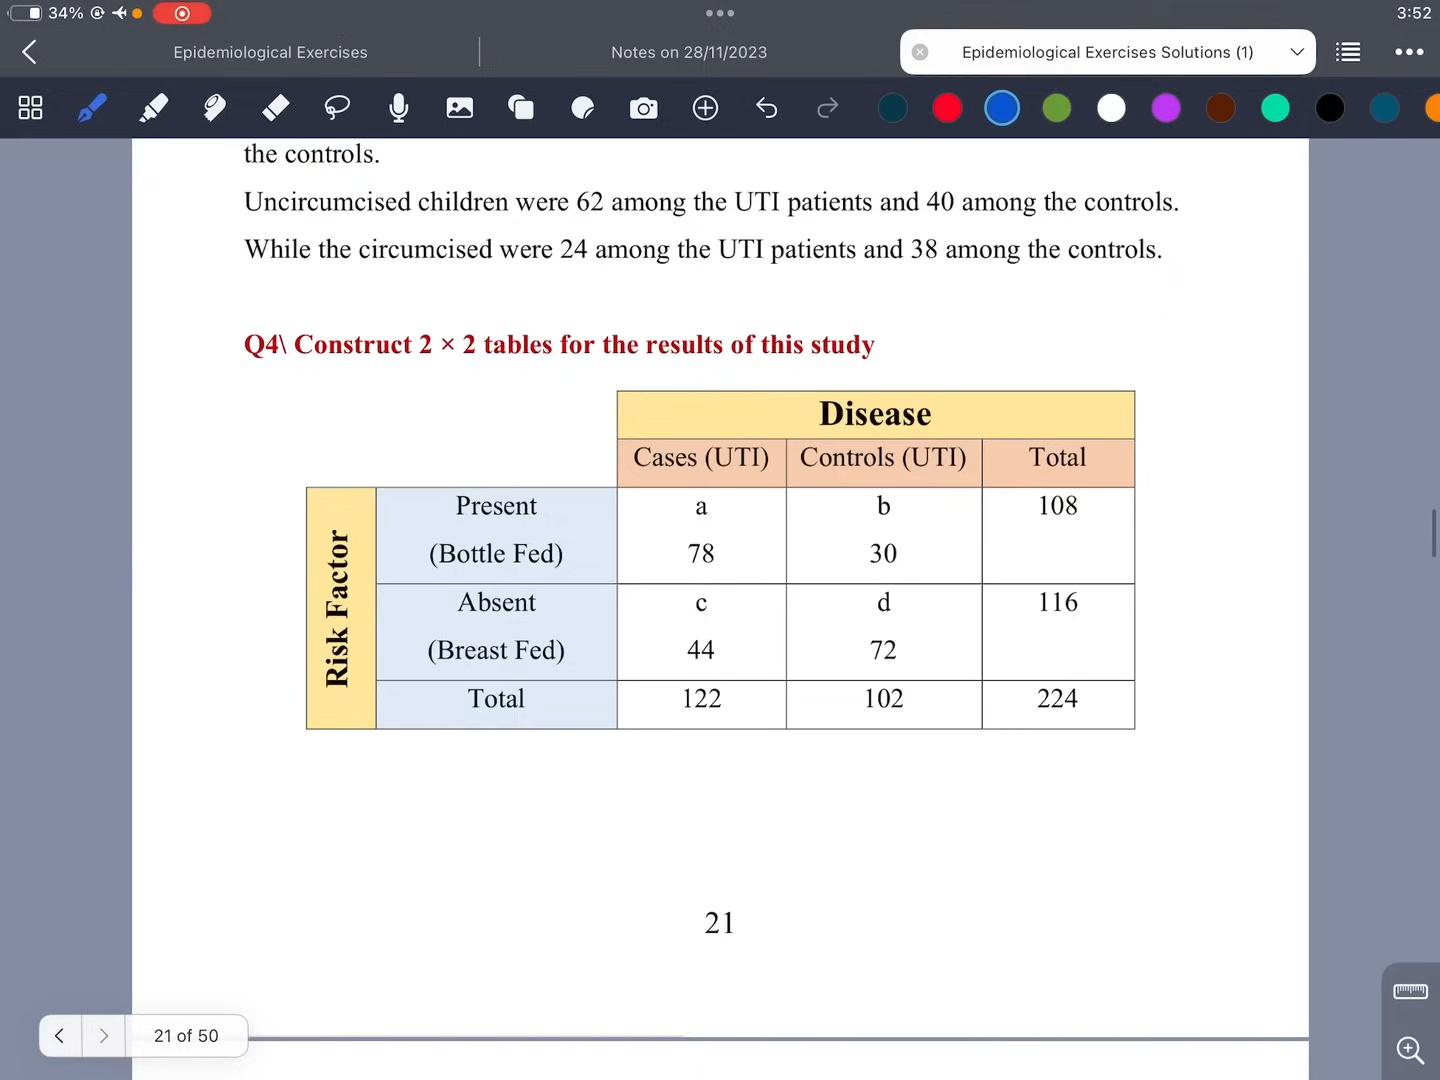 34%
3:52
Epidemiological Exercises
Notes on 28/11/2023
Epidemiological Exercises Solutions (1)
the controls.
Uncircumcised children were 62 among the UTI patients and 40 among the controls.
While the circumcised were 24 among the UTI patients and 38 among the controls.
Q4\ Construct 2 × 2 tables for the results of this study
Disease
Cases (UTI) Controls (UTI) Total
Risk Factor
Present a b 108
(Bottle Fed) 78 30
Absent c d 116
(Breast Fed) 44 72
Total 122 102 224
21
21 of 50